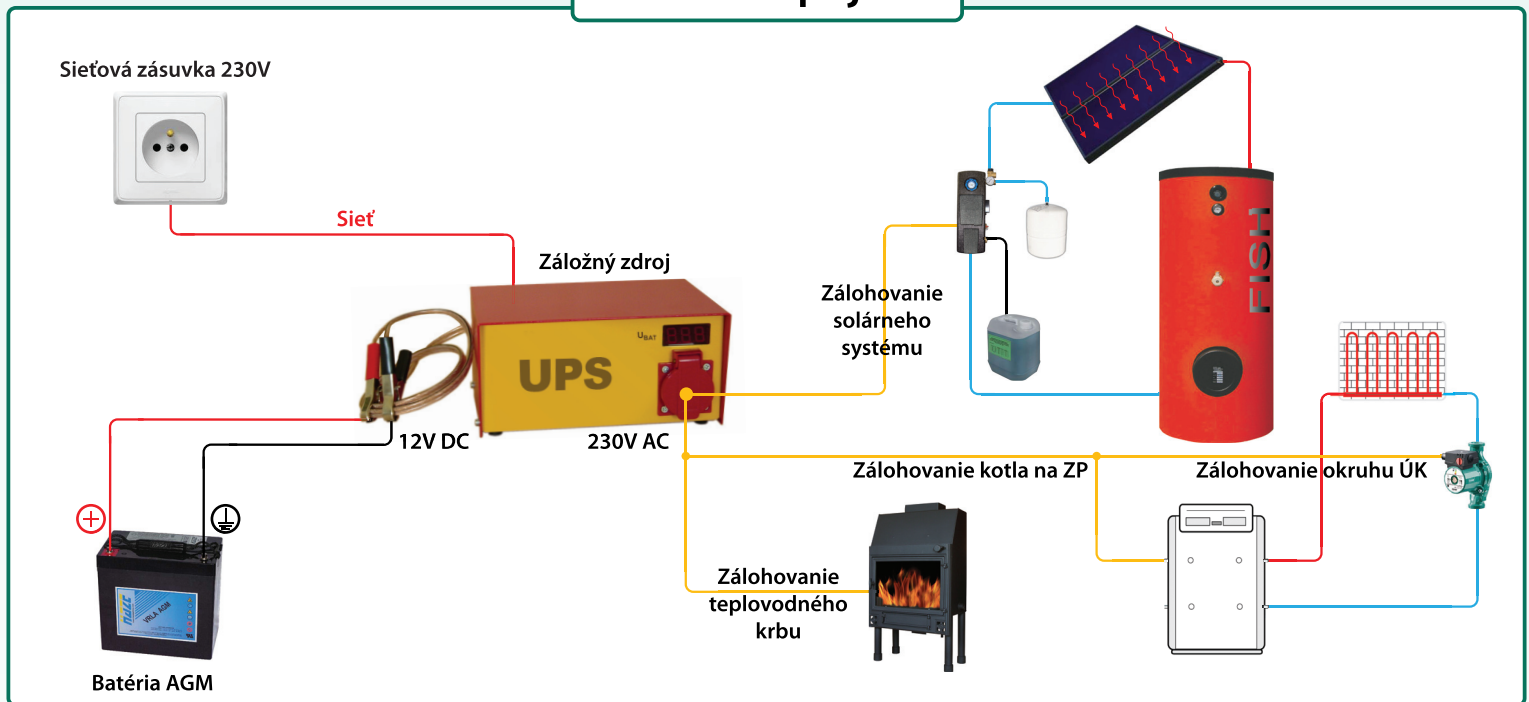 Sieťová zásuvka 230V
Sieť
Záložný zdroj
UBAT
UPS
12V DC
230V AC
Batéria AGM
VRLA AGM
Zálohovanie
solárneho
systému
FISH
Zálohovanie kotla na ZP
Zálohovanie okruhu ÚK
Zálohovanie
teplovodného
krbu